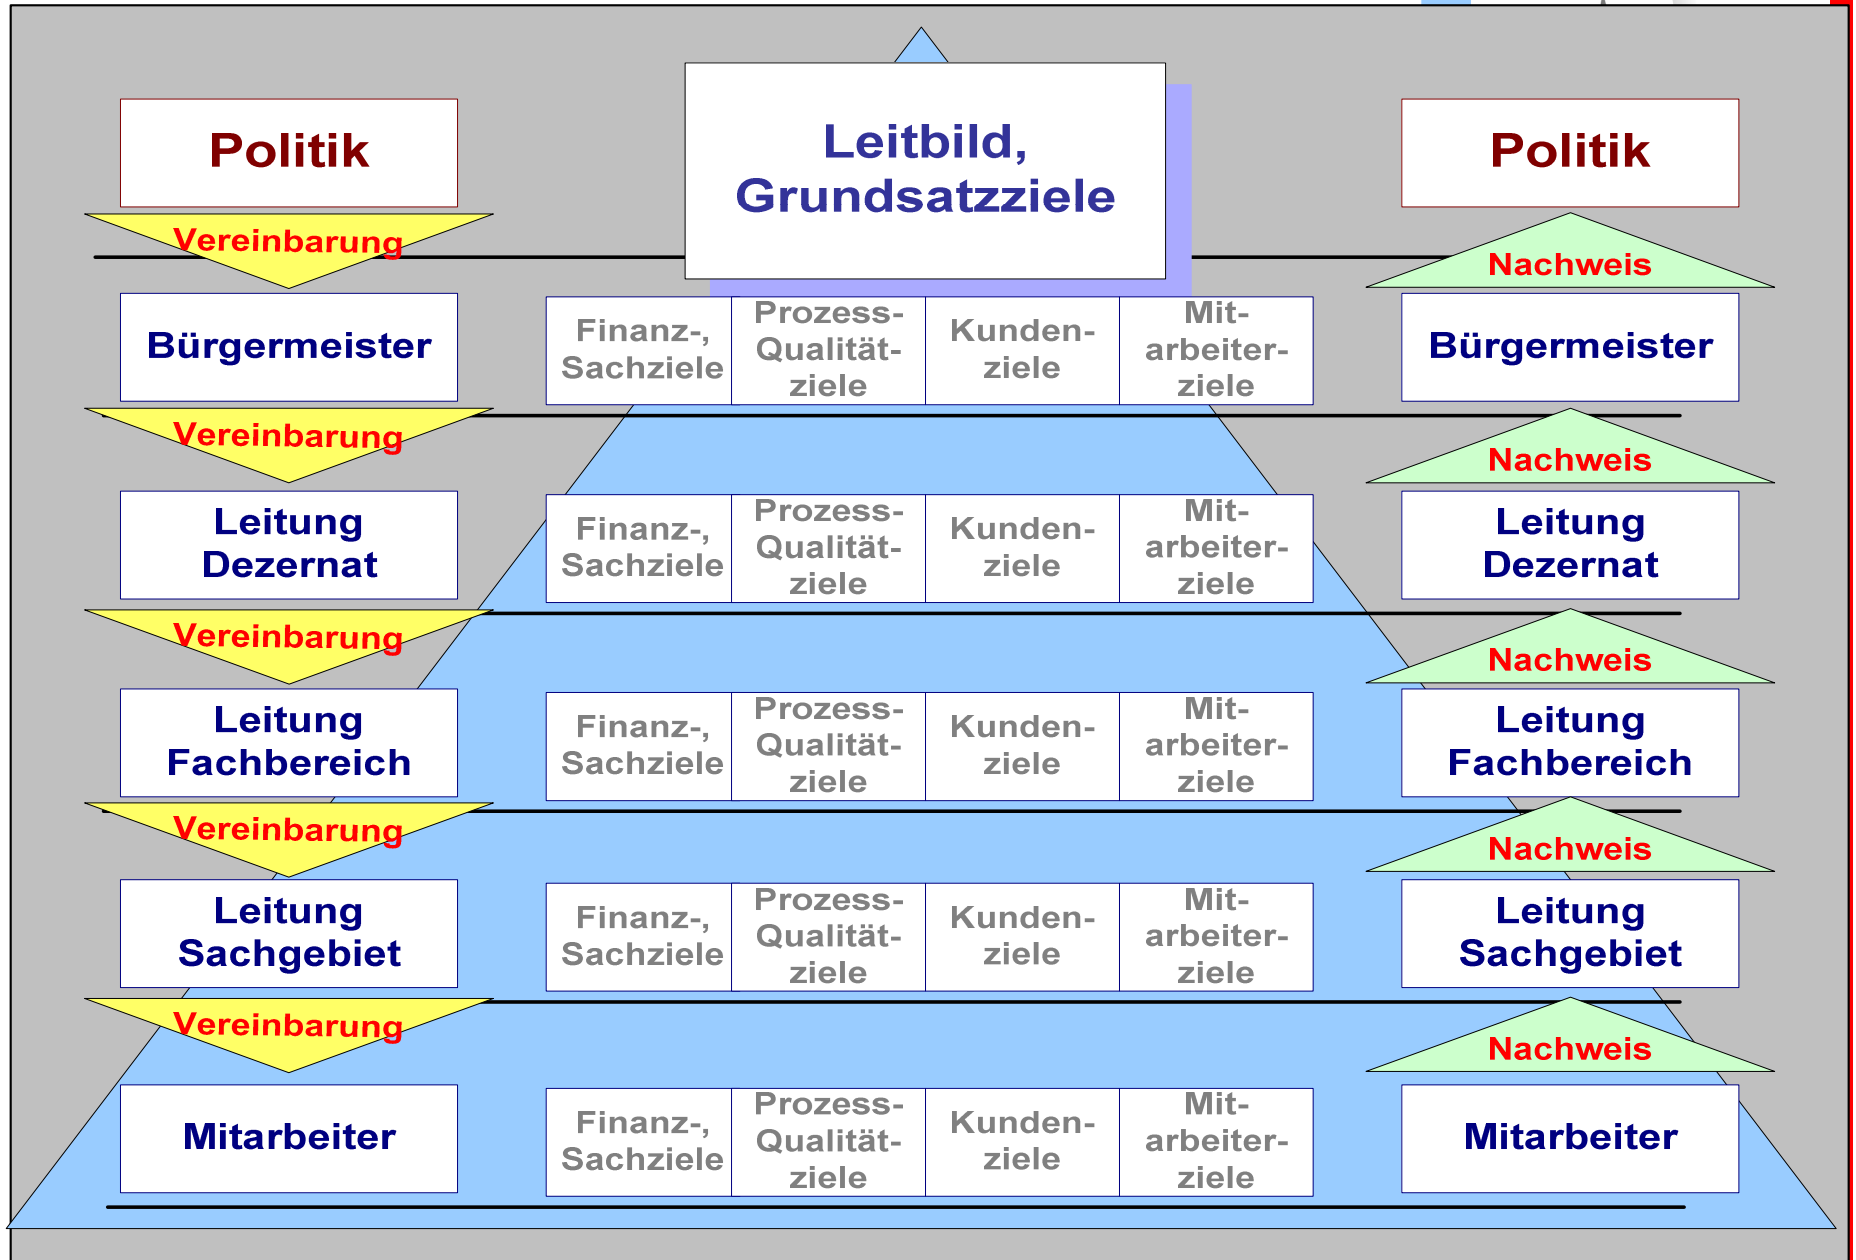 Politik
Leitbild,
Grundsatzziele
Politik
Vereinbarung
Nachweis
Bürgermeister
Finanz-,
Sachziele
Prozess-
Qualität-
ziele
Kunden-
ziele
Mit-
arbeiter-
ziele
Bürgermeister
Vereinbarung
Nachweis
Leitung
Dezernat
Finanz-,
Sachziele
Prozess-
Qualität-
ziele
Kunden-
ziele
Mit-
arbeiter-
ziele
Leitung
Dezernat
Vereinbarung
Nachweis
Leitung
Fachbereich
Finanz-,
Sachziele
Prozess-
Qualität-
ziele
Kunden-
ziele
Mit-
arbeiter-
ziele
Leitung
Fachbereich
Vereinbarung
Nachweis
Leitung
Sachgebiet
Finanz-,
Sachziele
Prozess-
Qualität-
ziele
Kunden-
ziele
Mit-
arbeiter-
ziele
Leitung
Sachgebiet
Vereinbarung
Nachweis
Mitarbeiter
Finanz-,
Sachziele
Prozess-
Qualität-
ziele
Kunden-
ziele
Mit-
arbeiter-
ziele
Mitarbeiter